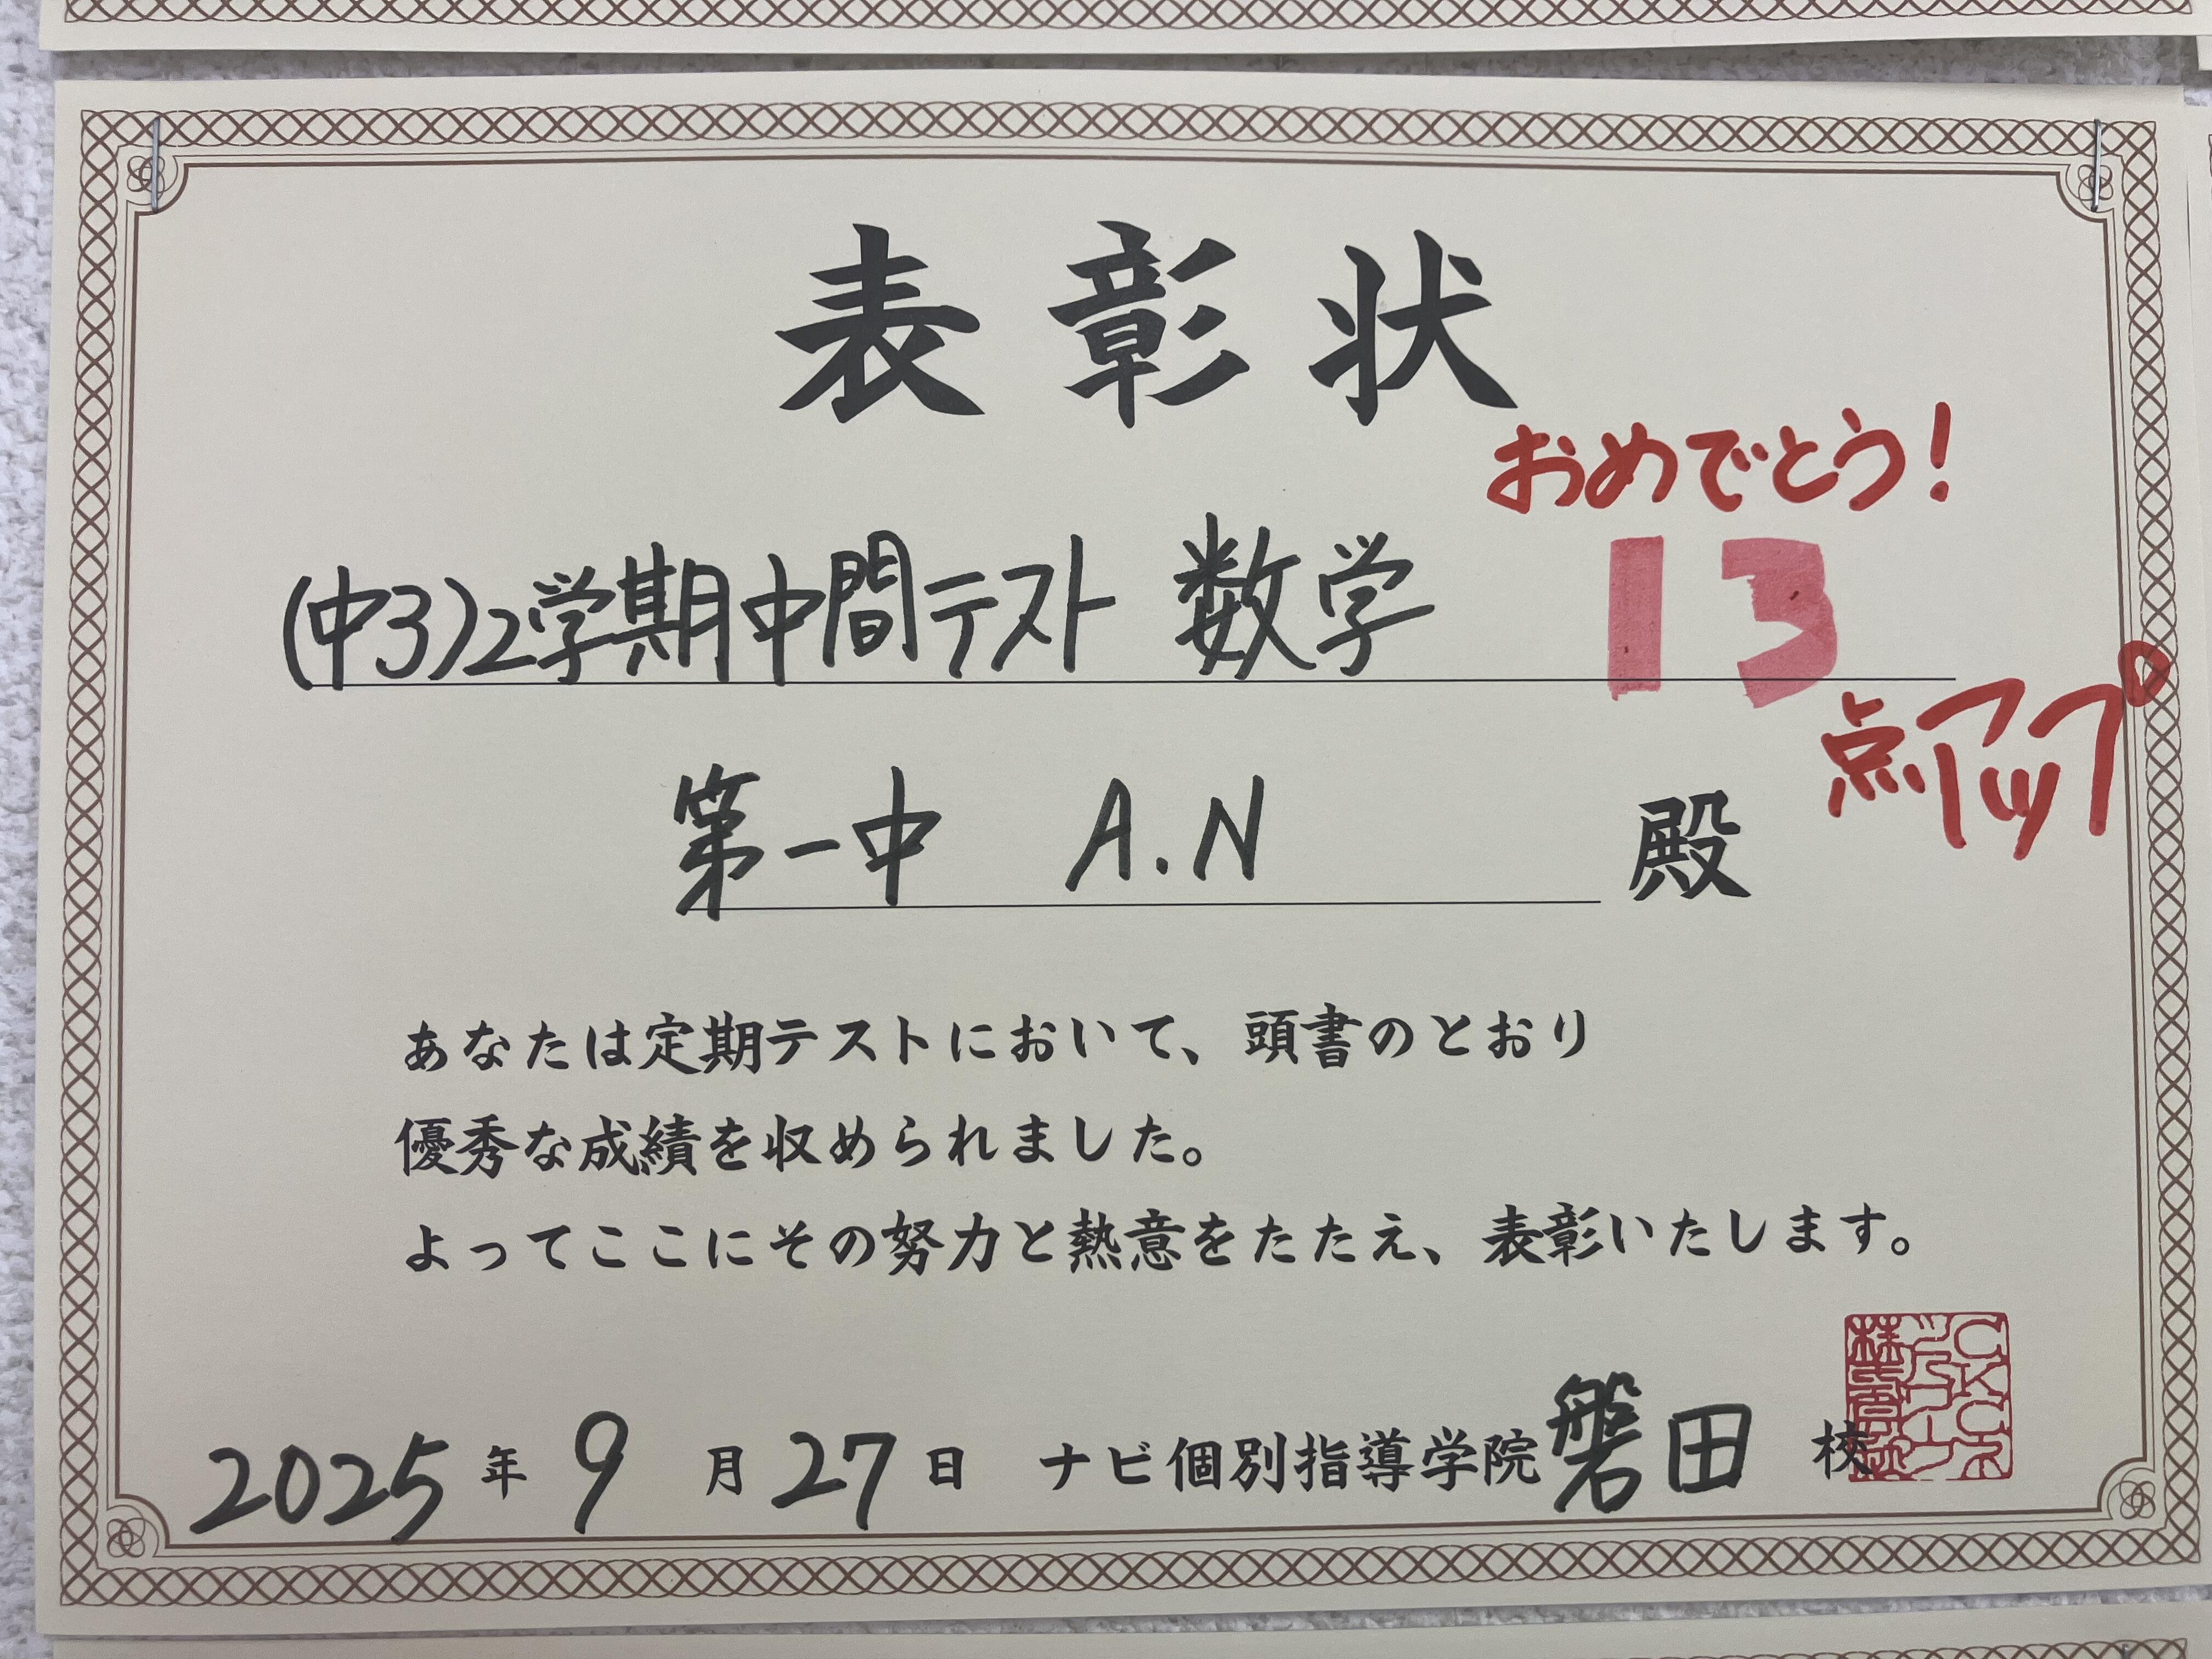 表彰状
おめでとう!
(中3)2学期中間テスト 数学 13
点アップ
第一中 A.N 殿
あなたは定期テストにおいて、頭書のとおり
優秀な成績を収められました。
よってここにその努力と熱意をたたえ、表彰いたします。
2025年9月27日 ナビ個別指導学院磐田校